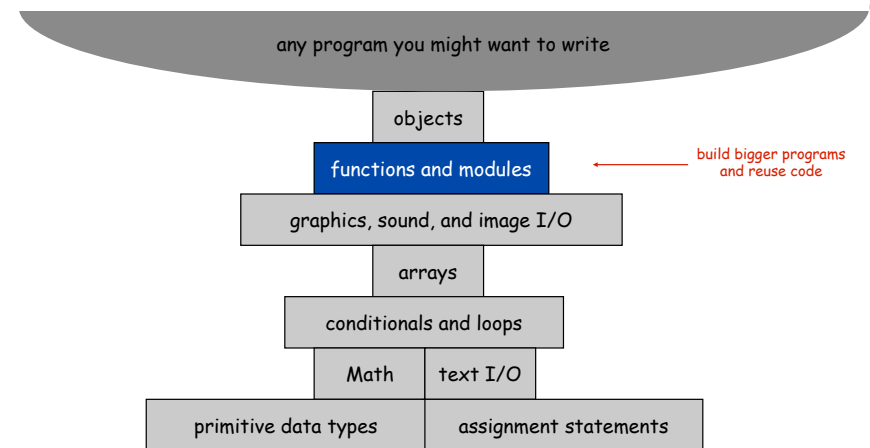 any program you might want to write
objects
functions and modules
build bigger programs
and reuse code
graphics, sound, and image I/O
arrays
conditionals and loops
Math
text I/O
primitive data types
assignment statements